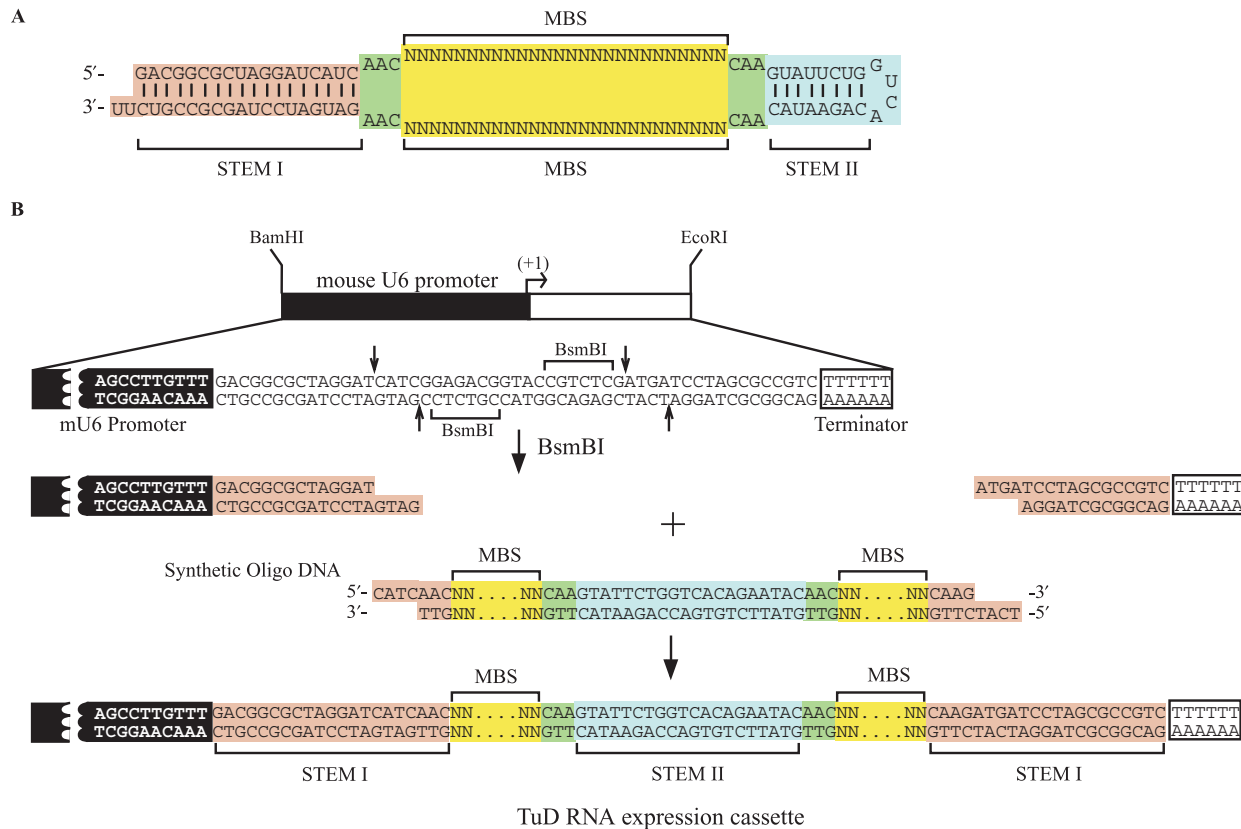 A
MBS
5′- GACGGCGCUAGGAUCAUC AAC NNNNNNNNNNNNNNNNNNNNNNNNNN CAA GUAUUCUG G
U
C
3′- UUCUGCCGCGAUCCUAGUAG AAC NNNNNNNNNNNNNNNNNNNNNNNNNN CAA CAUAAGAC A
STEM I MBS STEM II
B
BamHI EcoRI
mouse U6 promoter (+1)
BsmBI
AGCCTTGTTT GACGGCGCTAGGATCATCGGAGACGGTACCGTCTCGATGATCCTAGCGCCGTC TTTTTT
TCGGAACAAA CTGCCGCGATCCTAGTAGCCTCTGCCATGGCAGAGCTACTAGGATCGCGGCAG AAAAAA
mU6 Promoter BsmBI Terminator
BsmBI
AGCCTTGTTT GACGGCGCTAGGAT ATGATCCTAGCGCCGTC TTTTTT
TCGGAACAAA CTGCCGCGATCCTAGTAG AGGATCGCGGCAG AAAAAA
+
Synthetic Oligo DNA MBS MBS
5′- CATCAACNN....NNCAAGTATTCTGGTCACAGAATACAACNN....NNCAAG -3′
3′- TTGNN....NNGTTCATAAGACCAGTGTCTTATGTTGNN....NNGTTCTACT -5′
MBS MBS
AGCCTTGTTT GACGGCGCTAGGATCATCAACNN....NNCAAGTATTCTGGTCACAGAATACAACNN....NNCAAGATGATCCTAGCGCCGTC TTTTTT
TCGGAACAAA CTGCCGCGATCCTAGTAGTTGNN....NNGTTCATAAGACCAGTGTCTTATGTTGNN....NNGTTCTACTAGGATCGCGGCAG AAAAAA
STEM I STEM II STEM I
TuD RNA expression cassette